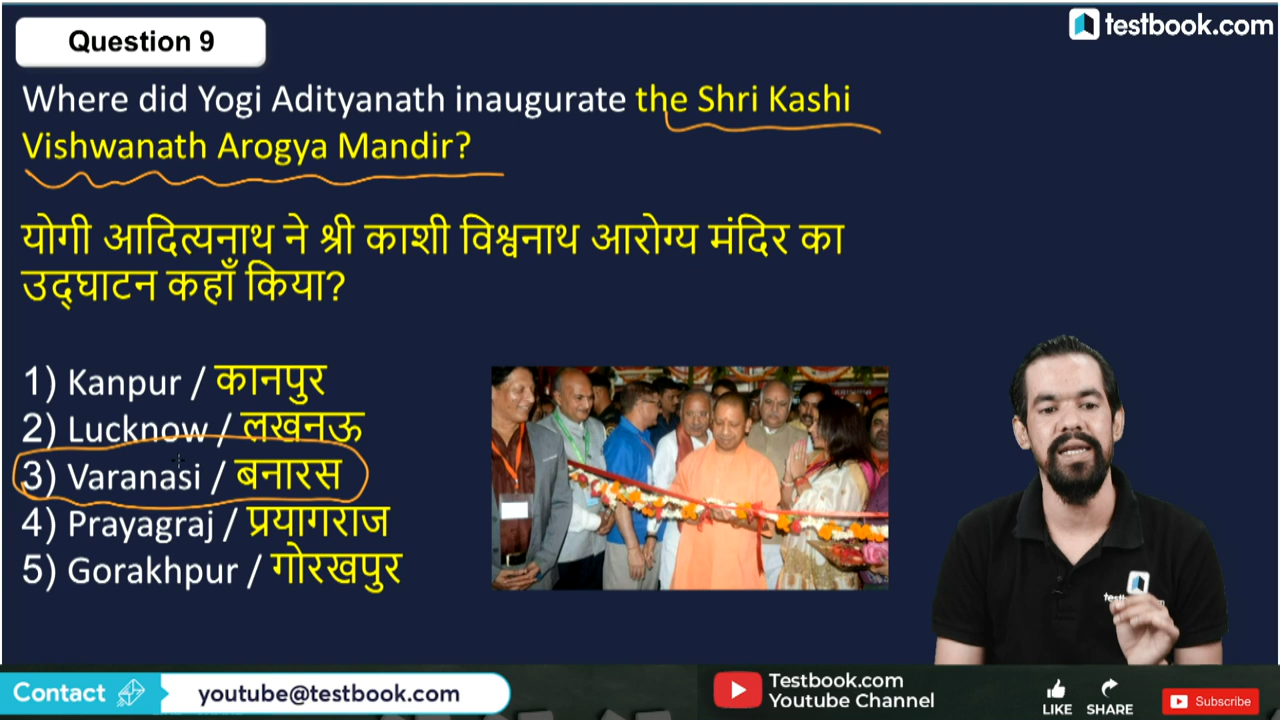 Question 9
testbook.com
Where did Yogi Adityanath inaugurate the Shri Kashi
Vishwanath Arogya Mandir?
योगी आदित्यनाथ ने श्री काशी विश्वनाथ आरोग्य मंदिर का
उद्घाटन कहाँ किया?
1) Kanpur / कानपुर
2) Lucknow / लखनऊ
3) Varanasi / बनारस
4) Prayagraj / प्रयागराज
5) Gorakhpur / गोरखपुर
Contact
youtube@testbook.com
Testbook.com
Youtube Channel
LIKE
SHARE
Subscribe